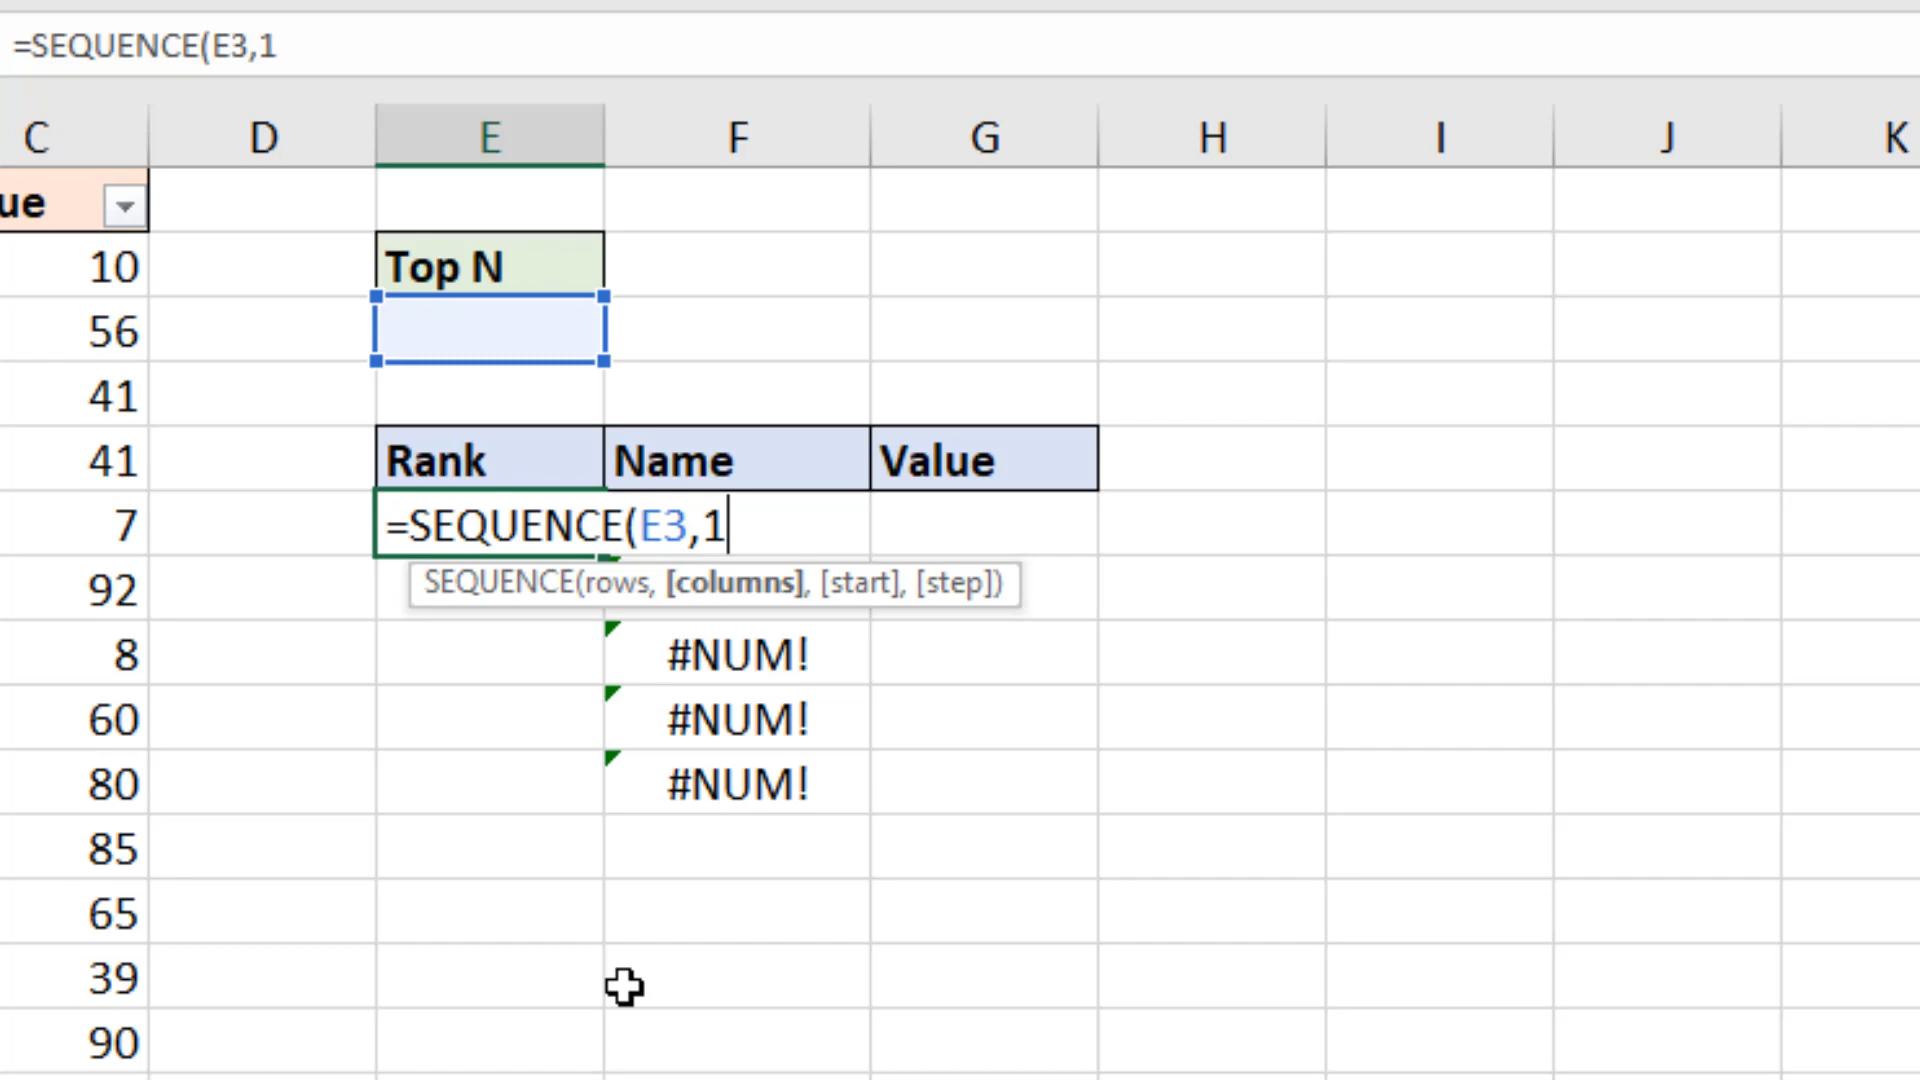 =SEQUENCE(E3,1
C D E F G H I J K
ue
10 Top N
56
41
41 Rank Name Value
7 =SEQUENCE(E3,1
92 SEQUENCE(rows, [columns], [start], [step])
8 #NUM!
60 #NUM!
80 #NUM!
85
65
39
90